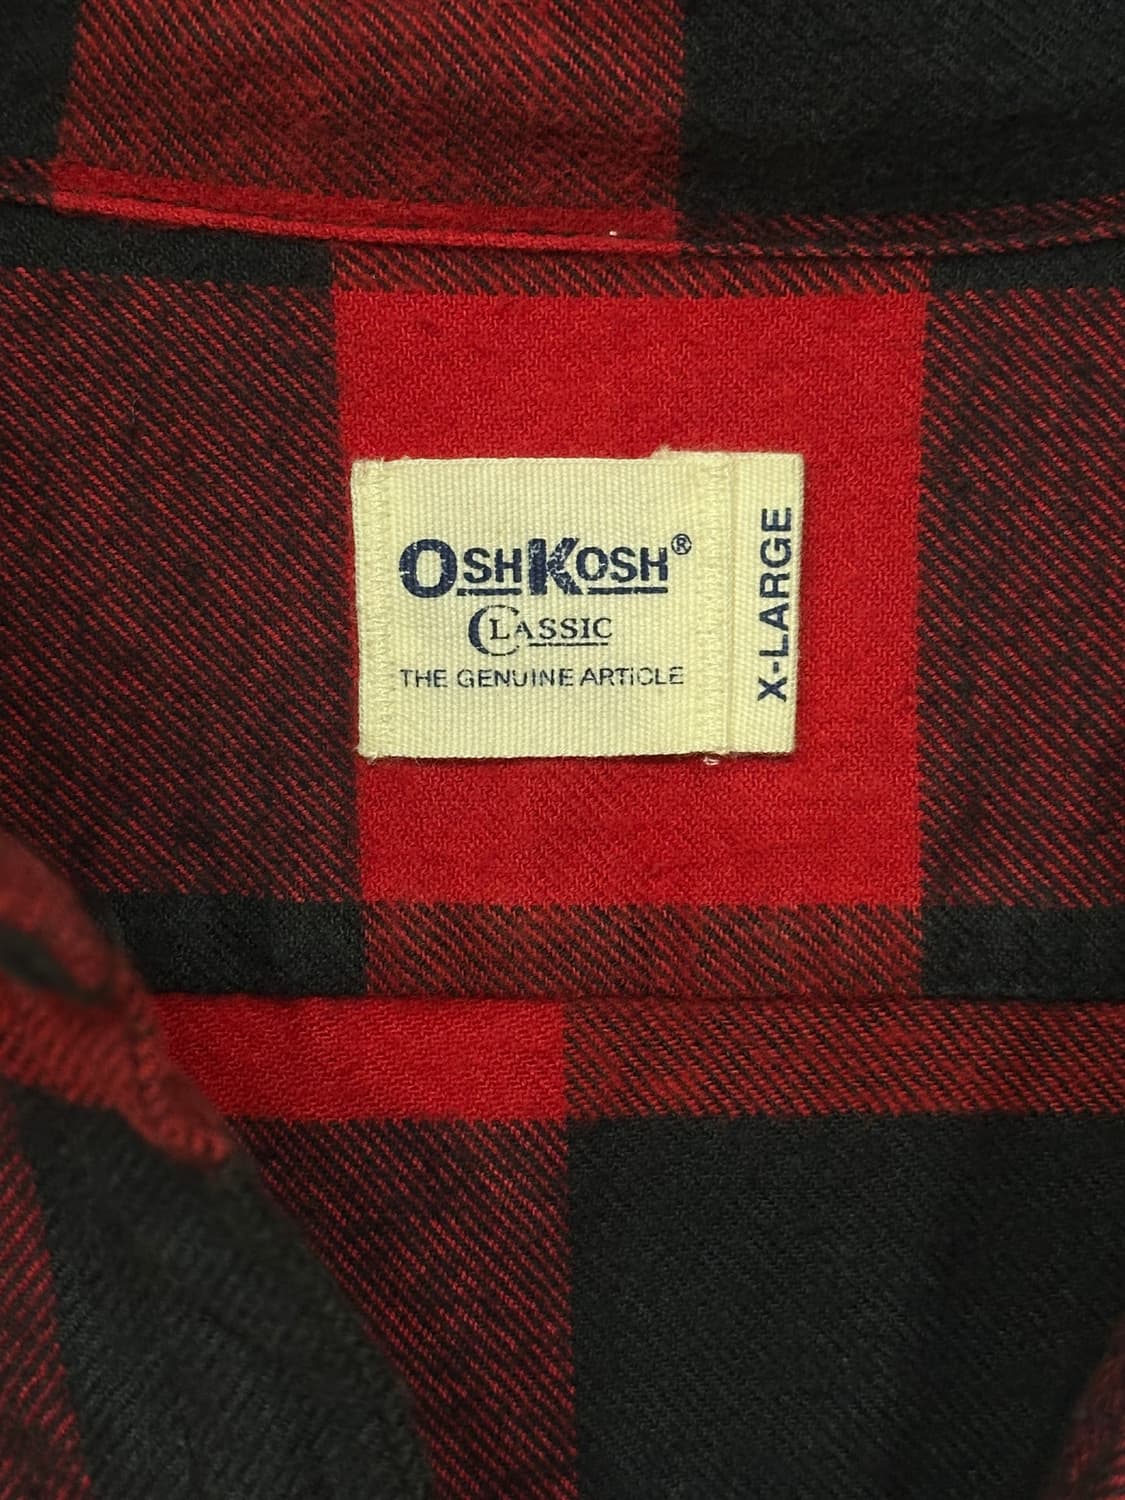 OSHKOSH®
CLASSIC
THE GENUINE ARTICLE
X-LARGE